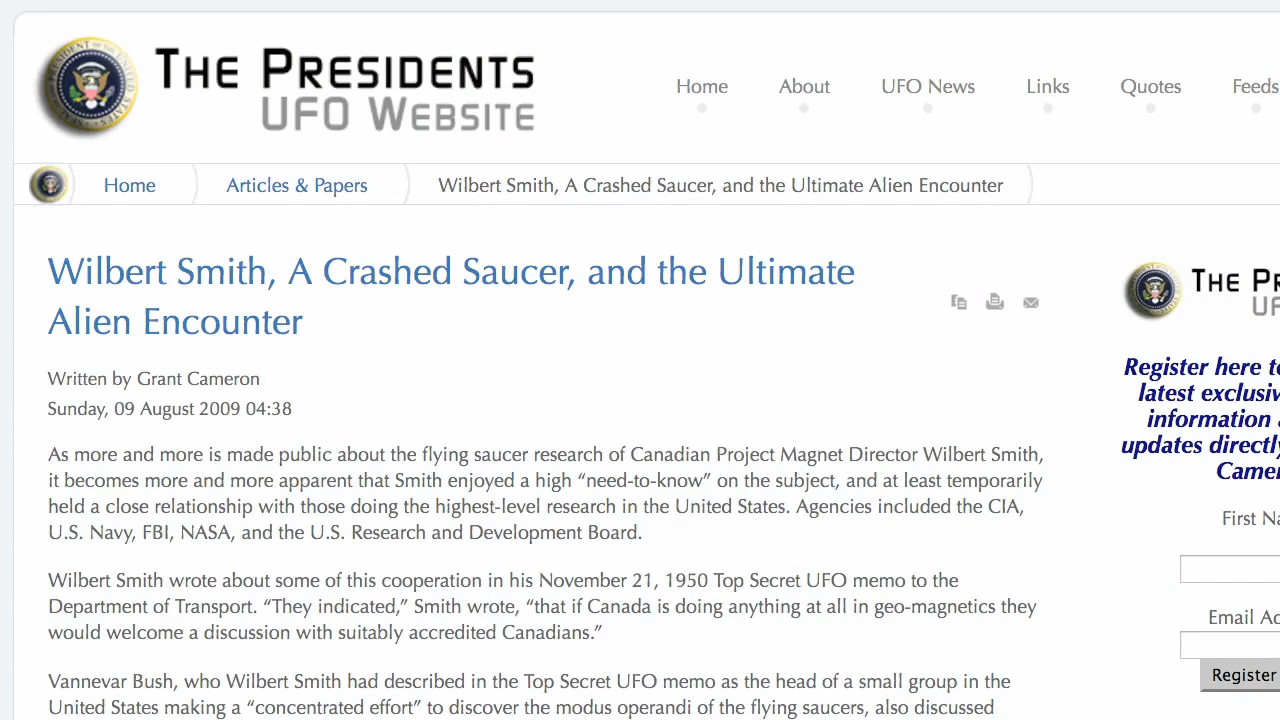 THE PRESIDENTS
UFO WEBSITE
Home About UFO News Links Quotes Feeds
Home Articles & Papers Wilbert Smith, A Crashed Saucer, and the Ultimate Alien Encounter
Wilbert Smith, A Crashed Saucer, and the Ultimate
Alien Encounter
Written by Grant Cameron
Sunday, 09 August 2009 04:38
As more and more is made public about the flying saucer research of Canadian Project Magnet Director Wilbert Smith,
it becomes more and more apparent that Smith enjoyed a high “need-to-know” on the subject, and at least temporarily
held a close relationship with those doing the highest-level research in the United States. Agencies included the CIA,
U.S. Navy, FBI, NASA, and the U.S. Research and Development Board.
Wilbert Smith wrote about some of this cooperation in his November 21, 1950 Top Secret UFO memo to the
Department of Transport. “They indicated,” Smith wrote, “that if Canada is doing anything at all in geo-magnetics they
would welcome a discussion with suitably accredited Canadians.”
Vannevar Bush, who Wilbert Smith had described in the Top Secret UFO memo as the head of a small group in the
United States making a “concentrated effort” to discover the modus operandi of the flying saucers, also discussed
THE PR
UF
Register here to
latest exclusiv
information a
updates directly
Camer
First Na
Email Ad
Register